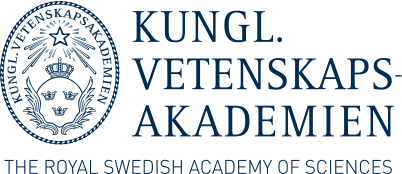 KUNGL. VETENSKAPSAKADEMIEN
KUNGL.
VETENSKAPS-
AKADEMIEN
THE ROYAL SWEDISH ACADEMY OF SCIENCES